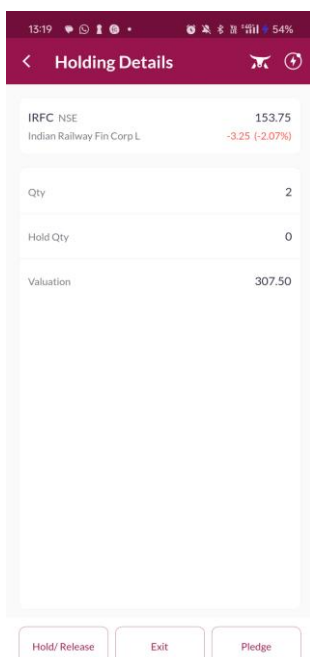 13:19
54%
Holding Details
IRFC NSE 153.75
Indian Railway Fin Corp L -3.25 (-2.07%)
Qty 2
Hold Qty 0
Valuation 307.50
Hold/ Release Exit Pledge